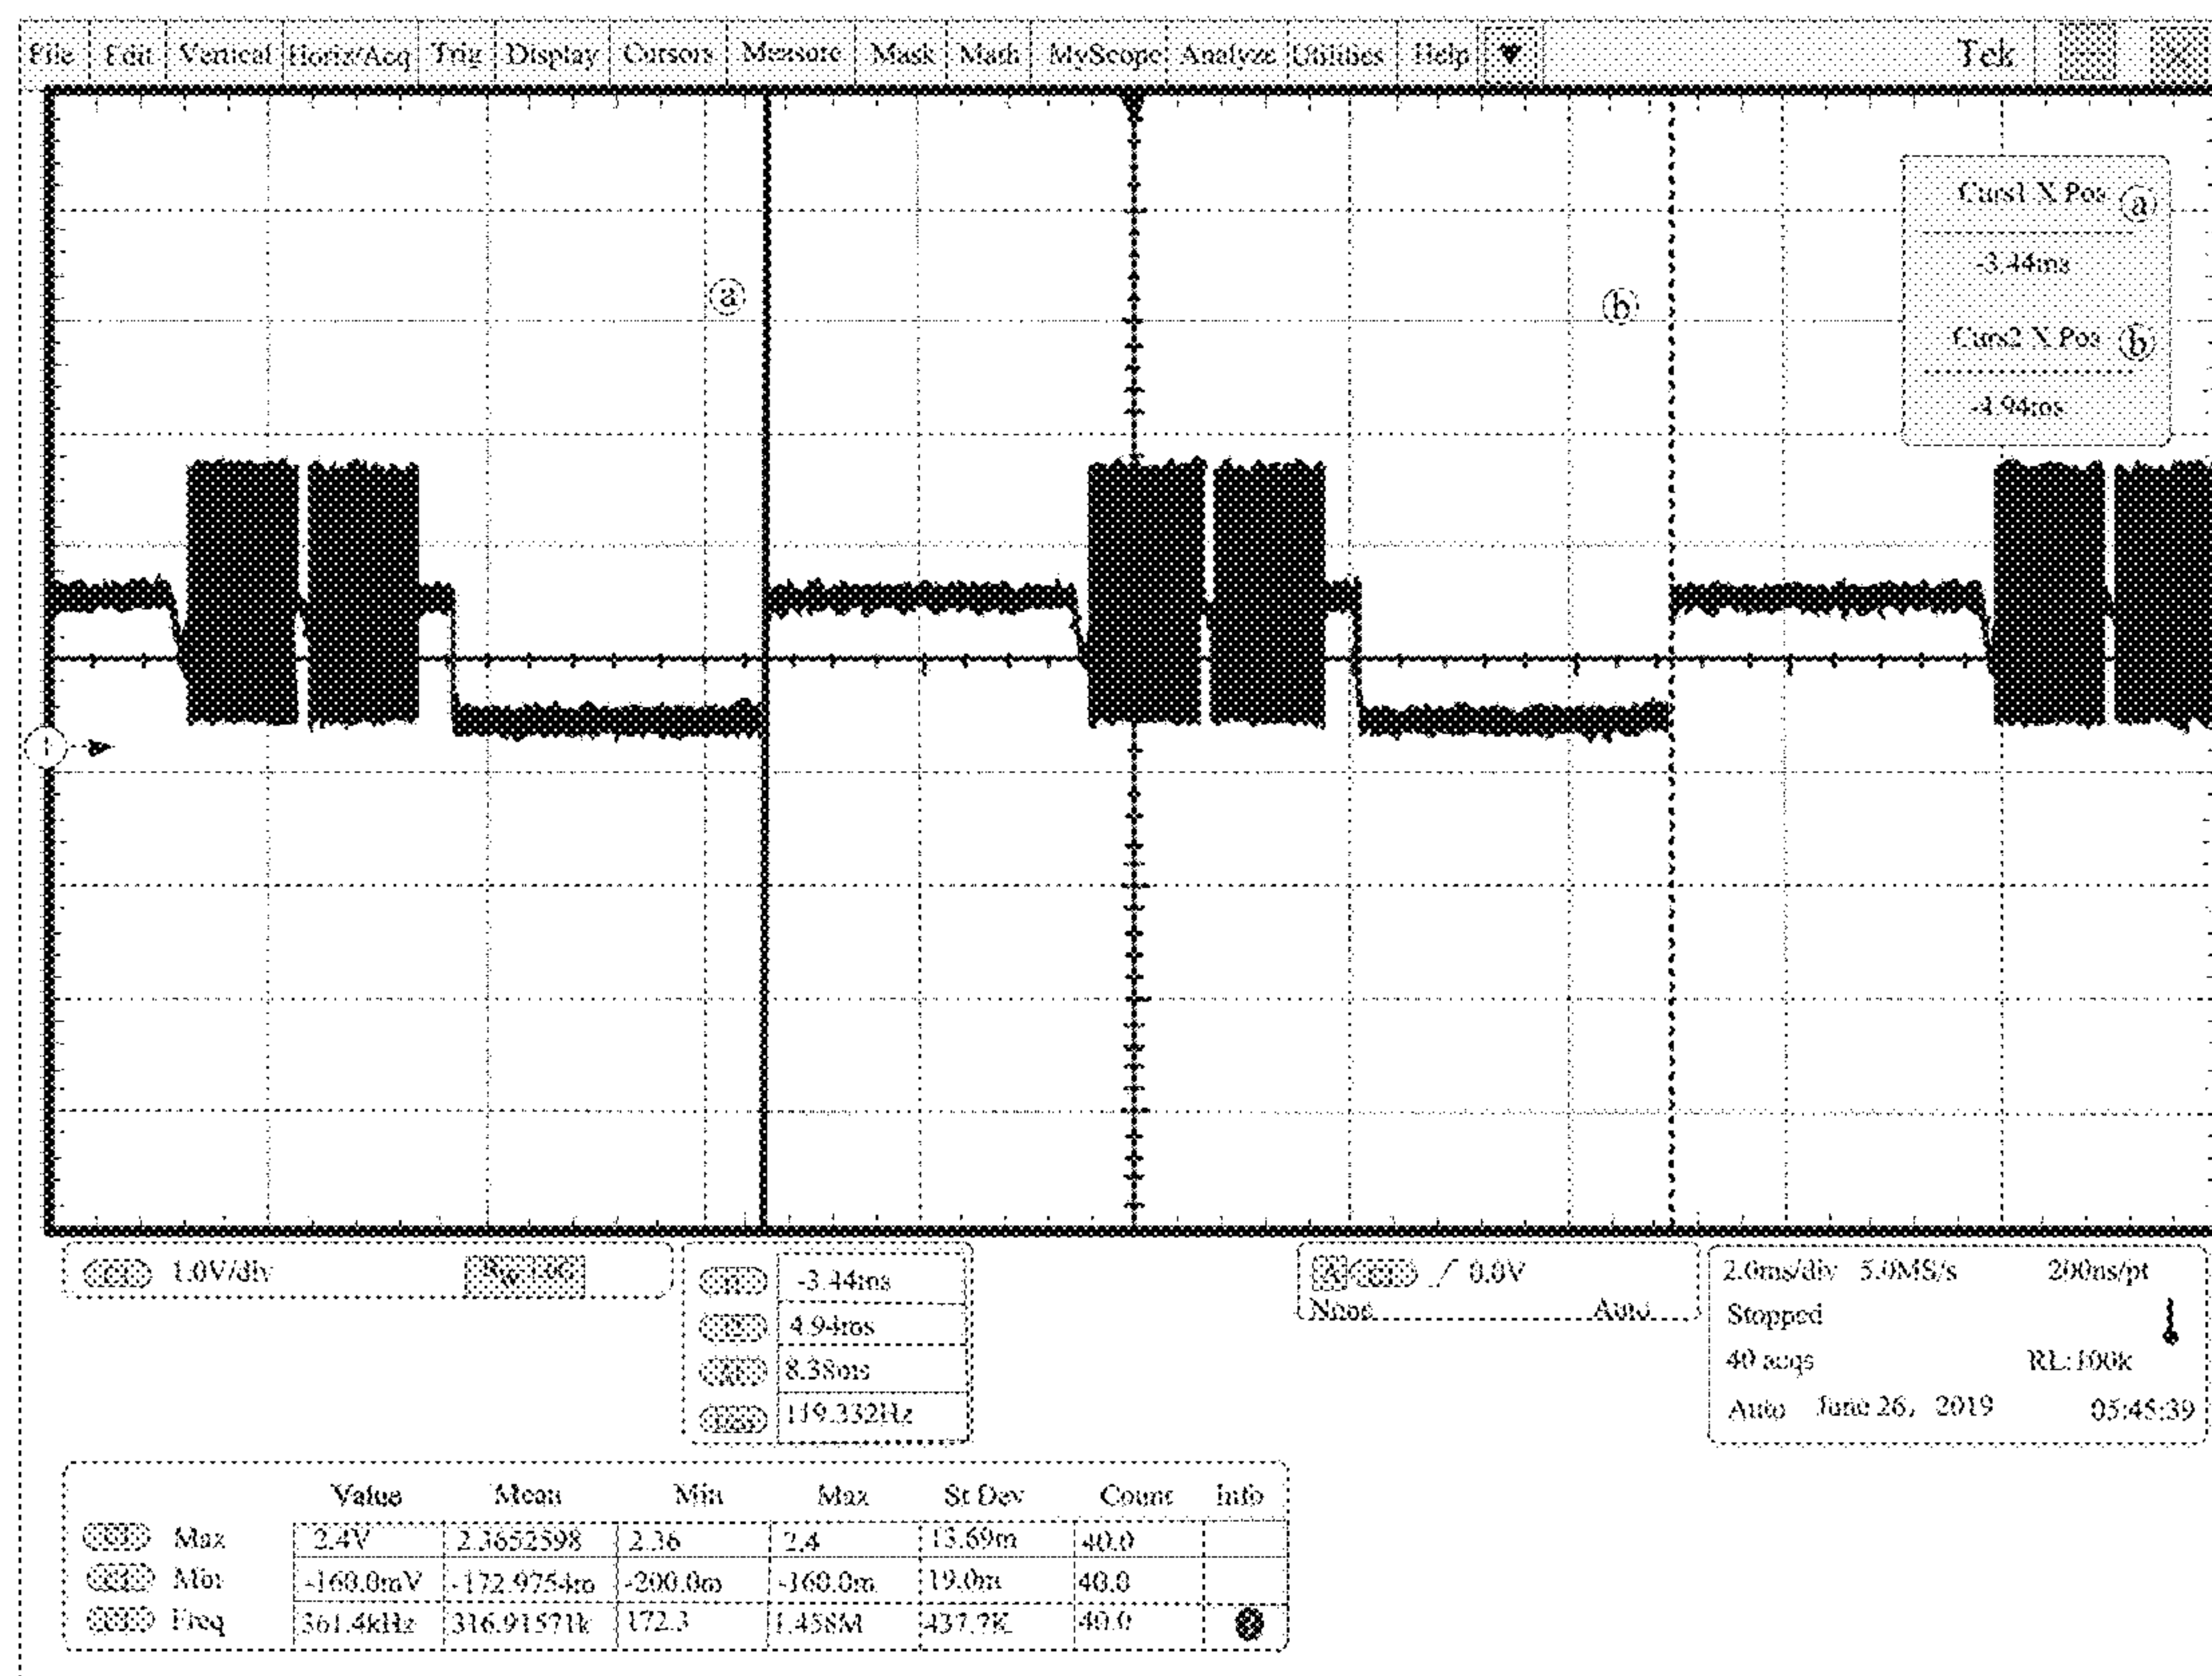 File Edit Vertical Horiz/Acq Trig Display Cursors Measure Mask Math MyScope Analyze Utilities Help Tek
Curs1 X Pos a
-3.44ms
a b
Curs2 X Pos b
-4.94ms
1
1.0V/div
-3.44ms
4.94ms
8.38ms
119.332Hz
A 0.0V
None Auto
2.0ms/div 5.0MS/s 200ns/pt
Stopped
40 acqs RL:100k
Auto June 26, 2019 05:45:39
Value Mean Min Max St Dev Count Info
Max 2.4V 2.3652598 2.36 2.4 13.69m 40.0
Min -160.0mV -172.9754m -200.0m -160.0m 19.0m 40.0
Freq 361.4kHz 316.91571k 172.3 1.458M 437.7K 40.0